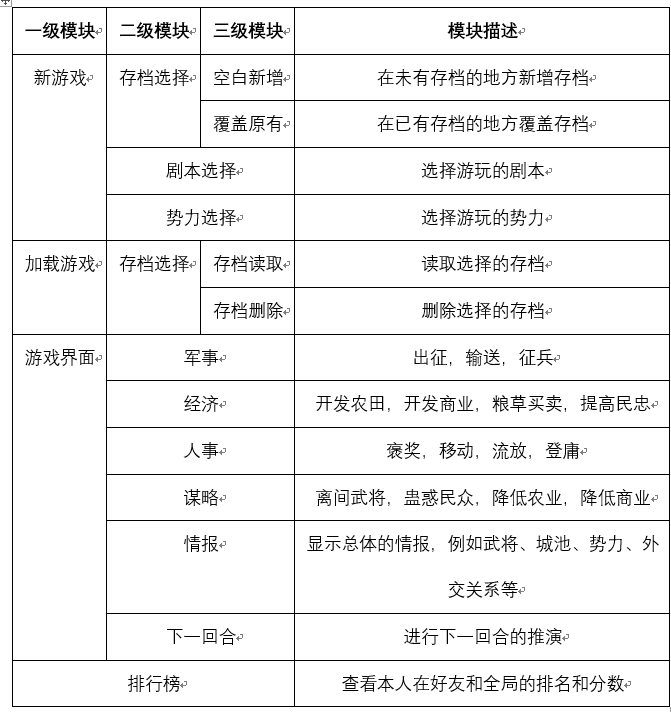 一级模块 二级模块 三级模块 模块描述
新游戏 存档选择 空白新增 在未有存档的地方新增存档
覆盖原有 在已有存档的地方覆盖存档
剧本选择 选择游玩的剧本
势力选择 选择游玩的势力
加载游戏 存档选择 存档读取 读取选择的存档
存档删除 删除选择的存档
游戏界面 军事 出征，输送，征兵
经济 开发农田，开发商业，粮草买卖，提高民忠
人事 褒奖，移动，流放，登庸
谋略 离间武将，蛊惑民众，降低农业，降低商业
情报 显示总体的情报，例如武将、城池、势力、外
交关系等
下一回合 进行下一回合的推演
排行榜 查看本人在好友和全局的排名和分数